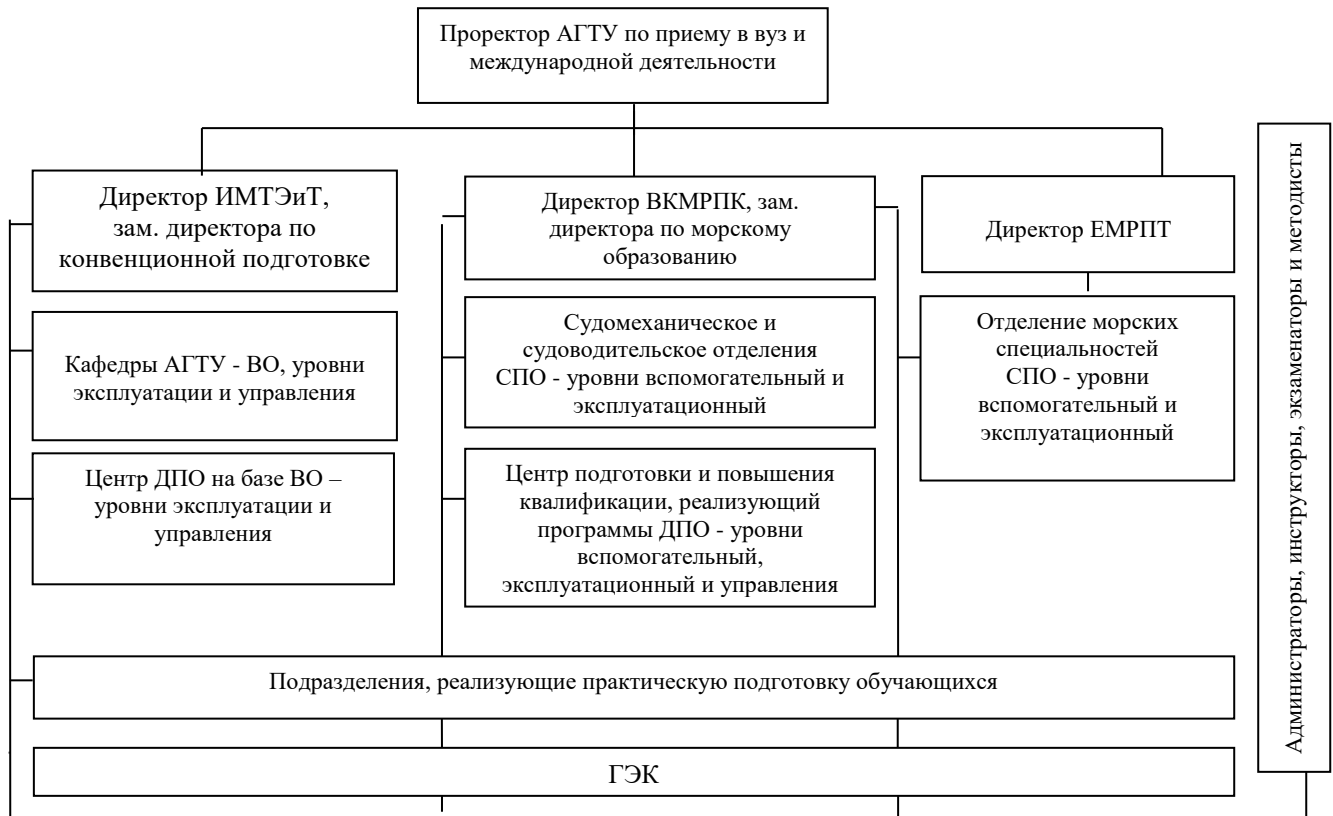 Проректор АГТУ по приему в вуз и
международной деятельности
Директор ИМТЭиТ,
зам. директора по
конвенционной подготовке
Директор ВКМРПК, зам.
директора по морскому
образованию
Директор ЕМРПТ
Кафедры АГТУ - ВО, уровни
эксплуатации и управления
Судомеханическое и
судоводительское отделения
СПО - уровни вспомогательный и
эксплуатационный
Отделение морских
специальностей
СПО - уровни
вспомогательный и
эксплуатационный
Центр ДПО на базе ВО –
уровни эксплуатации и
управления
Центр подготовки и повышения
квалификации, реализующий
программы ДПО - уровни
вспомогательный,
эксплуатационный и управления
Подразделения, реализующие практическую подготовку обучающихся
ГЭК
Администраторы, инструкторы, экзаменаторы и методисты